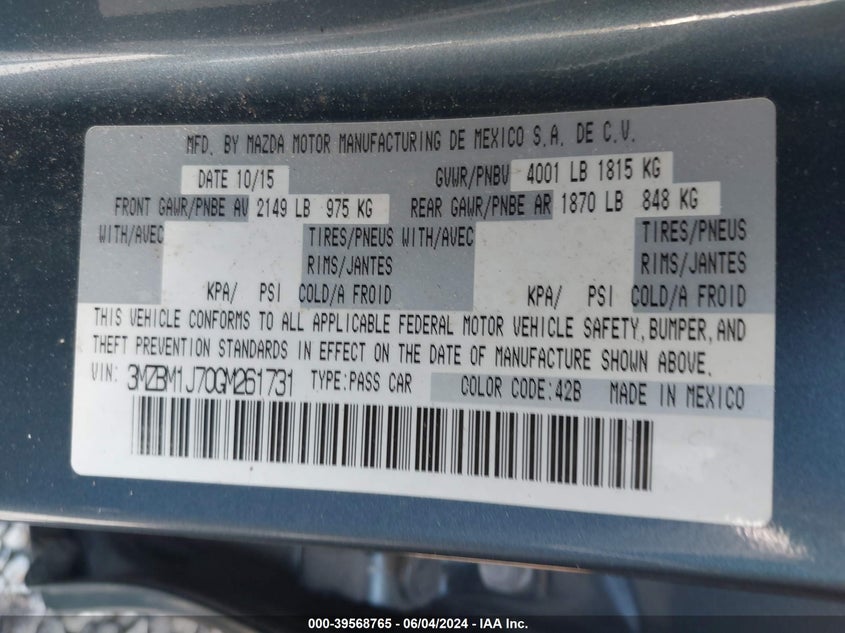 MFD. BY MAZDA MOTOR MANUFACTURING DE MEXICO S.A. DE C.V.
DATE 10/15 GVWR/PNBV 4001 LB 1815 KG
FRONT GAWR/PNBE AV 2149 LB 975 KG REAR GAWR/PNBE AR 1870 LB 848 KG
WITH/AVEC TIRES/PNEUS WITH/AVEC TIRES/PNEUS
RIMS/JANTES RIMS/JANTES
KPA/ PSI COLD/A FROID KPA/ PSI COLD/A FROID
THIS VEHICLE CONFORMS TO ALL APPLICABLE FEDERAL MOTOR VEHICLE SAFETY, BUMPER, AND
THEFT PREVENTION STANDARDS IN EFFECT ON THE DATE OF MANUFACTURE SHOWN ABOVE.
VIN: 3MZBM1J70GM261731 TYPE:PASS CAR COLOR CODE:42B MADE IN MEXICO
000-39568765 - 06/04/2024 - IAA Inc.